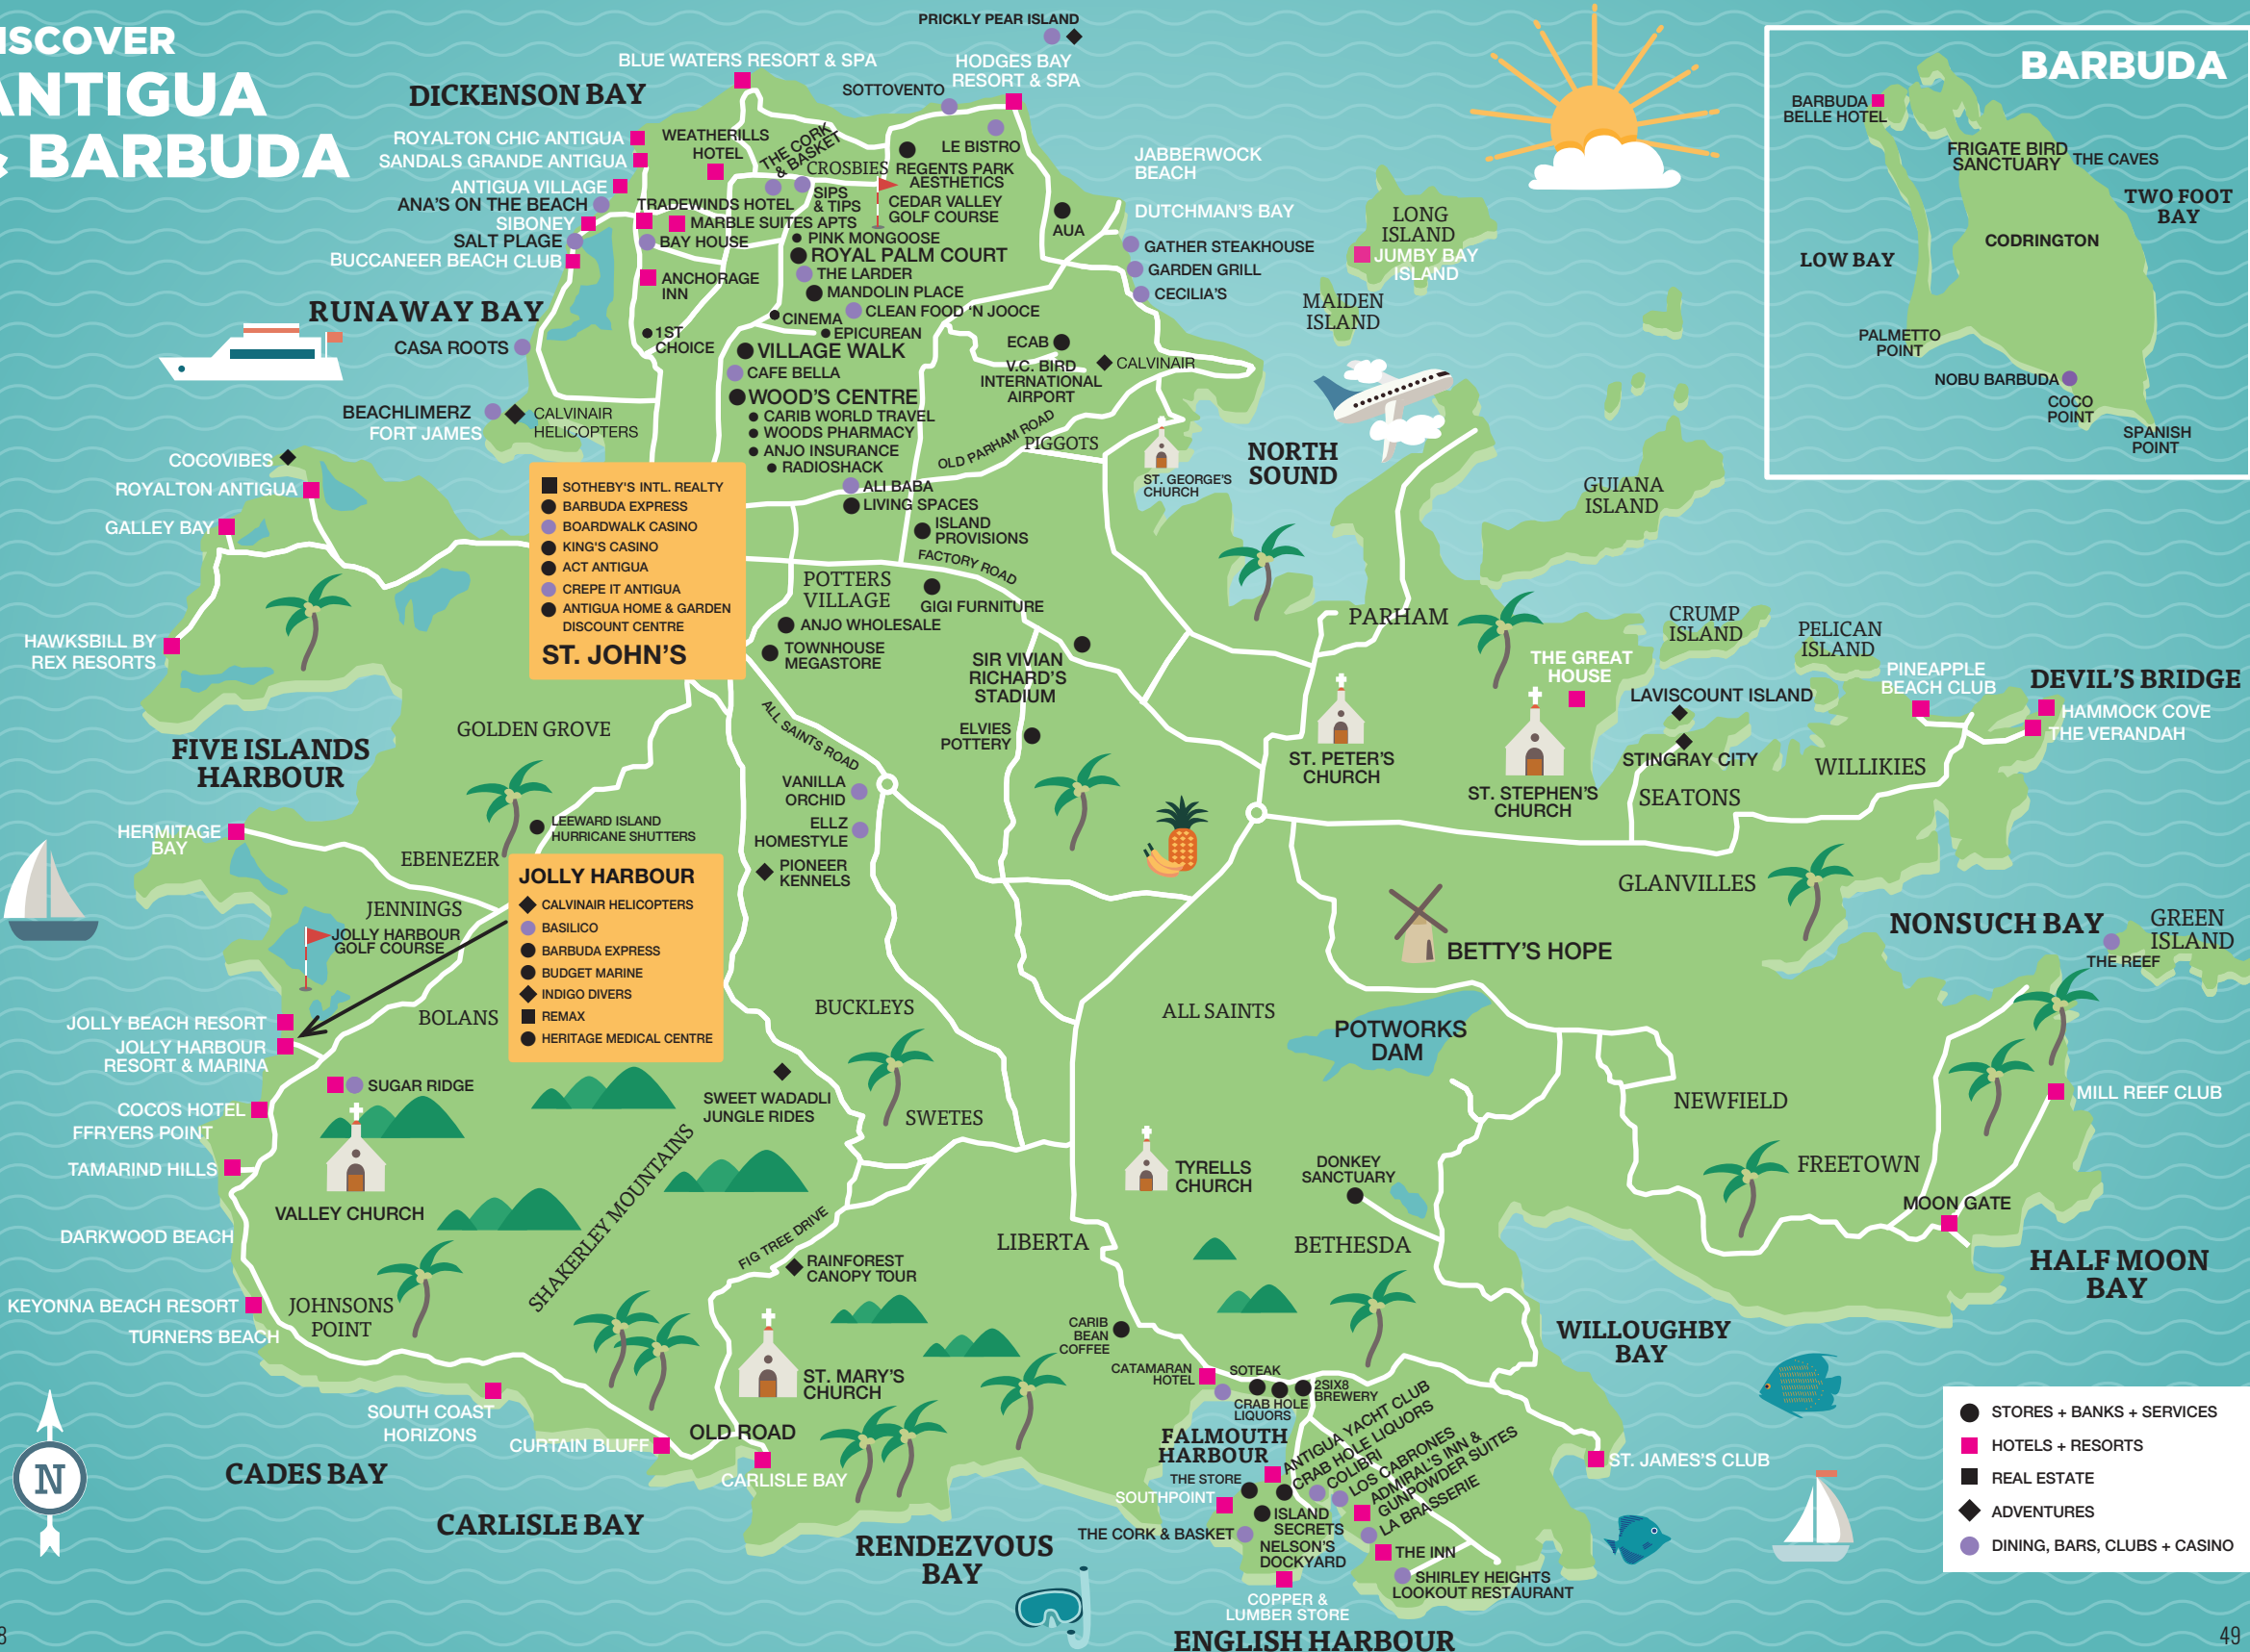 ISCOVER
ANTIGUA
& BARBUDA
PRICKLY PEAR ISLAND
BLUE WATERS RESORT & SPA
HODGES BAY
RESORT & SPA
SOTTOVENTO
DICKENSON BAY
ROYALTON CHIC ANTIGUA
SANDALS GRANDE ANTIGUA
ANTIGUA VILLAGE
ANA'S ON THE BEACH
SIBONEY
SALT PLAGE
BUCCANEER BEACH CLUB
WEATHERILLS
HOTEL
THE CORK
& BASKET
CROSBIES
LE BISTRO
REGENTS PARK
AESTHETICS
SIPS
& TIPS
CEDAR VALLEY
GOLF COURSE
TRADEWINDS HOTEL
MARBLE SUITES APTS
BAY HOUSE
PINK MONGOOSE
ROYAL PALM COURT
THE LARDER
ANCHORAGE
INN
MANDOLIN PLACE
CLEAN FOOD 'N JOOCE
CINEMA
EPICUREAN
1ST
CHOICE
VILLAGE WALK
CAFE BELLA
WOOD'S CENTRE
CARIB WORLD TRAVEL
WOODS PHARMACY
ANJO INSURANCE
RADIOSHACK
ALI BABA
LIVING SPACES
ISLAND
PROVISIONS
FACTORY ROAD
AUA
JABBERWOCK
BEACH
DUTCHMAN'S BAY
GATHER STEAKHOUSE
GARDEN GRILL
CECILIA'S
LONG
ISLAND
JUMBY BAY
ISLAND
MAIDEN
ISLAND
ECAB
V.C. BIRD
INTERNATIONAL
AIRPORT
CALVINAIR
OLD PARHAM ROAD
PIGGOTS
ST. GEORGE'S
CHURCH
NORTH
SOUND
GUIANA
ISLAND
BARBUDA
BARBUDA
BELLE HOTEL
FRIGATE BIRD
SANCTUARY
THE CAVES
TWO FOOT
BAY
CODRINGTON
LOW BAY
PALMETTO
POINT
NOBU BARBUDA
COCO
POINT
SPANISH
POINT
RUNAWAY BAY
CASA ROOTS
BEACHLIMERZ
FORT JAMES
CALVINAIR
HELICOPTERS
COCOVIBES
ROYALTON ANTIGUA
GALLEY BAY
HAWKSBILL BY
REX RESORTS
SOTHEBY'S INTL. REALTY
BARBUDA EXPRESS
BOARDWALK CASINO
KING'S CASINO
ACT ANTIGUA
CREPE IT ANTIGUA
ANTIGUA HOME & GARDEN
DISCOUNT CENTRE
ST. JOHN'S
POTTERS
VILLAGE
GIGI FURNITURE
ANJO WHOLESALE
TOWNHOUSE
MEGASTORE
SIR VIVIAN
RICHARD'S
STADIUM
ELVIES
POTTERY
ALL SAINTS ROAD
PARHAM
CRUMP
ISLAND
PELICAN
ISLAND
THE GREAT
HOUSE
LAVISCOUNT ISLAND
STINGRAY CITY
PINEAPPLE
BEACH CLUB
DEVIL'S BRIDGE
HAMMOCK COVE
THE VERANDAH
WILLIKIES
SEATONS
ST. PETER'S
CHURCH
ST. STEPHEN'S
CHURCH
GOLDEN GROVE
FIVE ISLANDS
HARBOUR
VANILLA
ORCHID
ELLZ
HOMESTYLE
PIONEER
KENNELS
HERMITAGE
BAY
LEEWARD ISLAND
HURRICANE SHUTTERS
EBENEZER
JENNINGS
JOLLY HARBOUR
GOLF COURSE
JOLLY HARBOUR
CALVINAIR HELICOPTERS
BASILICO
BARBUDA EXPRESS
BUDGET MARINE
INDIGO DIVERS
REMAX
HERITAGE MEDICAL CENTRE
GLANVILLES
NONSUCH BAY
GREEN
ISLAND
THE REEF
BETTY'S HOPE
BOLANS
BUCKLEYS
ALL SAINTS
POTWORKS
DAM
JOLLY BEACH RESORT
JOLLY HARBOUR
RESORT & MARINA
SUGAR RIDGE
COCOS HOTEL
FFRYERS POINT
TAMARIND HILLS
VALLEY CHURCH
DARKWOOD BEACH
SWEET WADADLI
JUNGLE RIDES
SWETES
SHAKERLEY MOUNTAINS
FIG TREE DRIVE
RAINFOREST
CANOPY TOUR
NEWFIELD
MILL REEF CLUB
FREETOWN
MOON GATE
HALF MOON
BAY
TYRELLS
CHURCH
DONKEY
SANCTUARY
LIBERTA
BETHESDA
KEYONNA BEACH RESORT
TURNERS BEACH
JOHNSONS
POINT
CARIB
BEAN
COFFEE
ST. MARY'S
CHURCH
WILLOUGHBY
BAY
CATAMARAN
HOTEL
SOTEAK
CRAB HOLE
LIQUORS
2SIX8
BREWERY
SOUTH COAST
HORIZONS
CURTAIN BLUFF
OLD ROAD
CARLISLE BAY
CADES BAY
CARLISLE BAY
RENDEZVOUS
BAY
FALMOUTH
HARBOUR
ANTIGUA YACHT CLUB
CRAB HOLE LIQUORS
COLIBRI
LOS CABRONES
ADMIRAL'S INN &
GUNPOWDER SUITES
LA BRASSERIE
THE STORE
SOUTHPOINT
ISLAND
SECRETS
THE CORK & BASKET
NELSON'S
DOCKYARD
THE INN
SHIRLEY HEIGHTS
LOOKOUT RESTAURANT
COPPER &
LUMBER STORE
ENGLISH HARBOUR
ST. JAMES'S CLUB
STORES + BANKS + SERVICES
HOTELS + RESORTS
REAL ESTATE
ADVENTURES
DINING, BARS, CLUBS + CASINO
N
8
49